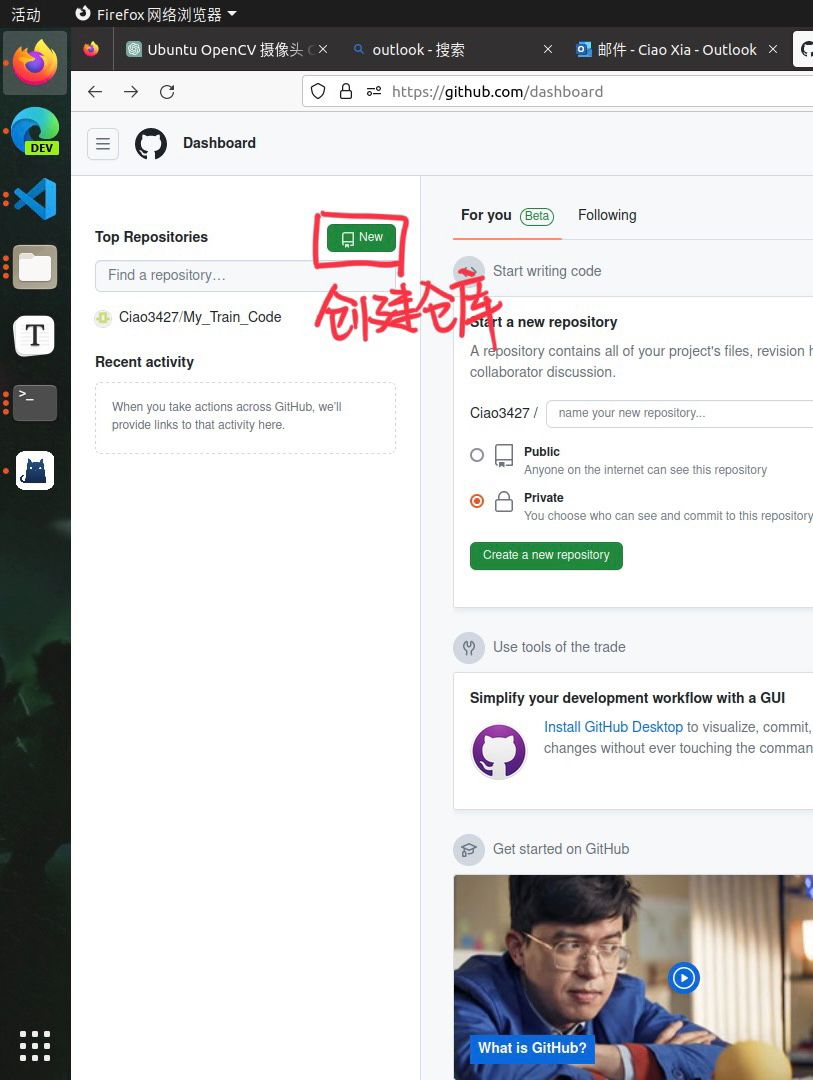 活动
Firefox 网络浏览器
Ubuntu OpenCV 摄像头
outlook - 搜索
邮件 - Ciao Xia - Outlook
DEV
https://github.com/dashboard
Dashboard
Top Repositories
New
创建仓库
Find a repository…
Ciao3427/My_Train_Code
Recent activity
When you take actions across GitHub, we'll
provide links to that activity here.
For you
Beta
Following
Start writing code
Start a new repository
A repository contains all of your project's files, revision
collaborator discussion.
Ciao3427 /
name your new repository...
Public
Anyone on the internet can see this repository
Private
You choose who can see and commit to this repository
Create a new repository
Use tools of the trade
Simplify your development workflow with a GUI
Install GitHub Desktop to visualize, commit,
changes without ever touching the
Get started on GitHub
What is GitHub?
T
>_